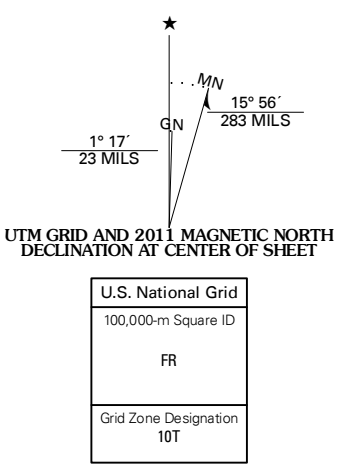 ★
MN
GN
15° 56´
283 MILS
1° 17´
23 MILS
UTM GRID AND 2011 MAGNETIC NORTH
DECLINATION AT CENTER OF SHEET
U.S. National Grid
100,000-m Square ID
FR
Grid Zone Designation
10T